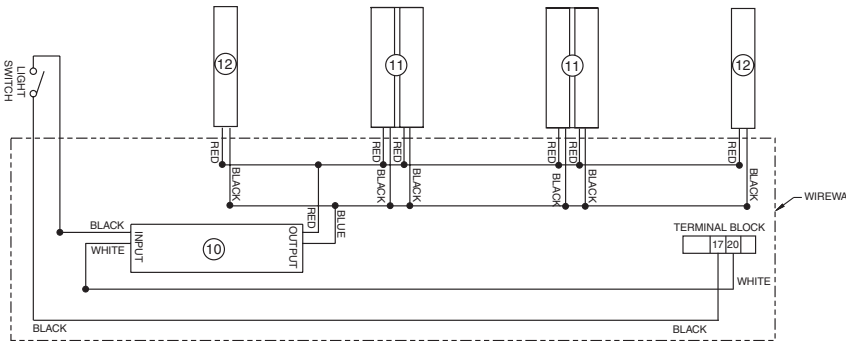 LIGHT
SWITCH
12
11
11
12
RED
BLACK
RED
RED
BLACK
BLACK
RED
RED
BLACK
BLACK
RED
BLACK
WIREWA
BLACK
WHITE
INPUT
10
OUTPUT
RED
BLUE
TERMINAL BLOCK
17 20
WHITE
BLACK
BLACK